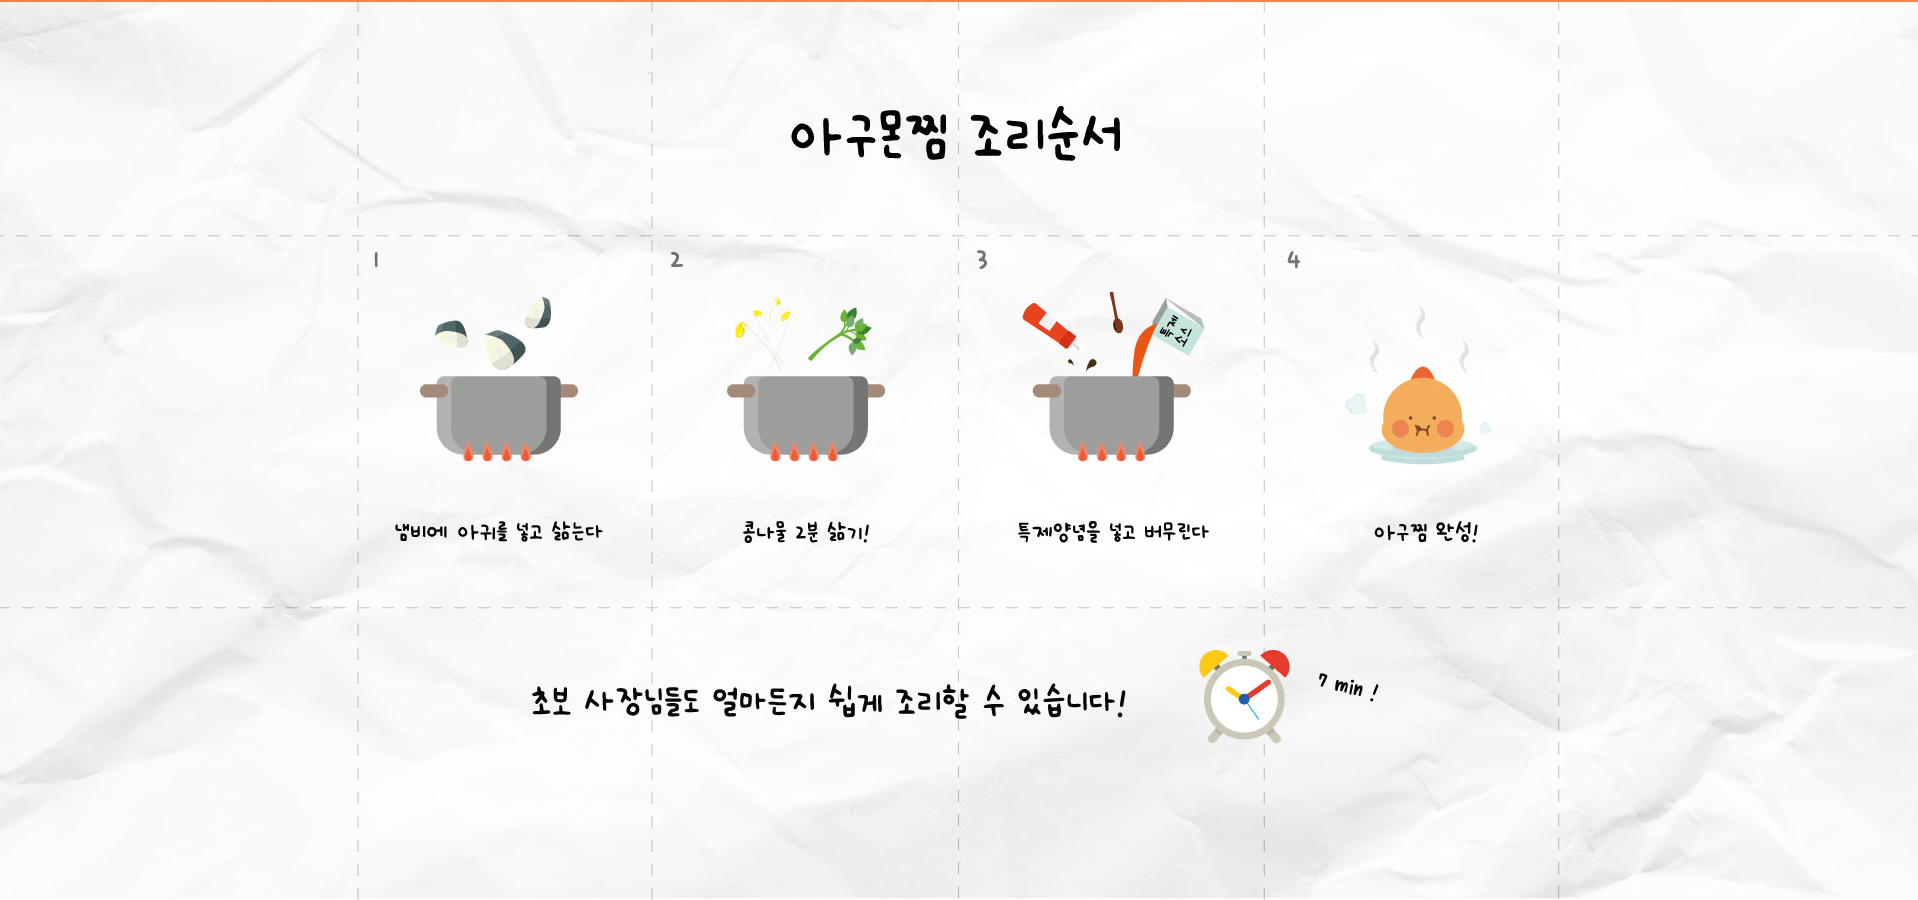 아구몬찜 조리순서
1
2
3
4
특제
소스
냄비에 아귀를 넣고 삶는다
콩나물 2분 삶기!
특제양념을 넣고 버무린다
아구찜 완성!
초보 사장님들도 얼마든지 쉽게 조리할 수 있습니다!
7 min !